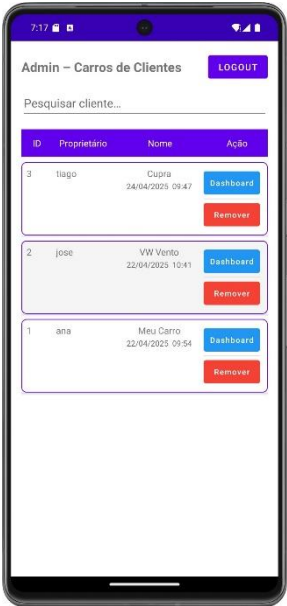 7:17
Admin – Carros de Clientes LOGOUT
Pesquisar cliente...
ID Proprietário Nome Ação
3 tiago Cupra
24/04/2025 09:47 Dashboard
Remover
2 jose VW Vento
22/04/2025 10:41 Dashboard
Remover
1 ana Meu Carro
22/04/2025 09:54 Dashboard
Remover